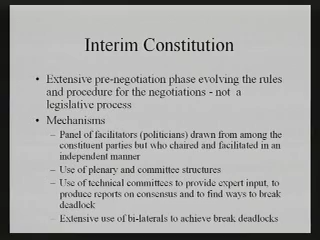 Interim Constitution
• Extensive pre-negotiation phase evolving the rules
and procedure for the negotiations - not a
legislative process
• Mechanisms
– Panel of facilitators (politicians) drawn from among the
constituent parties but who chaired and facilitated in an
independent manner
– Use of plenary and committee structures
– Use of technical committees to provide expert input, to
produce reports on consensus and to find ways to break
deadlock
– Extensive use of bi-laterals to achieve break deadlocks